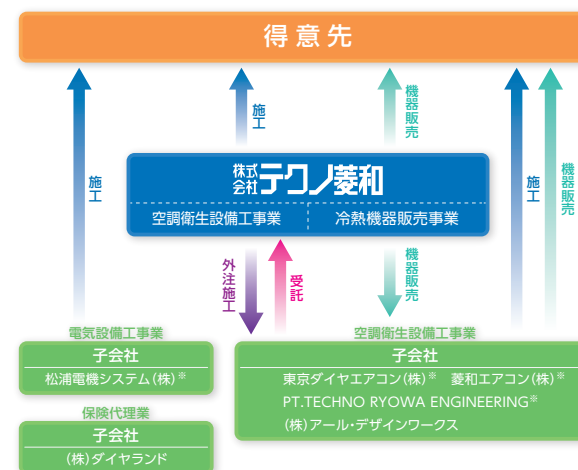 得意先
施工
施工
機器販売
施工
機器販売
株式会社テクノ菱和
空調衛生設備工事業
冷熱機器販売事業
外注施工
受託
機器販売
電気設備工事業
子会社
松浦電機システム(株)※
保険代理業
子会社
(株)ダイヤランド
空調衛生設備工事業
子会社
東京ダイヤエアコン(株)※ 菱和エアコン(株)※
PT.TECHNO RYOWA ENGINEERING※
(株)アール・デザインワークス